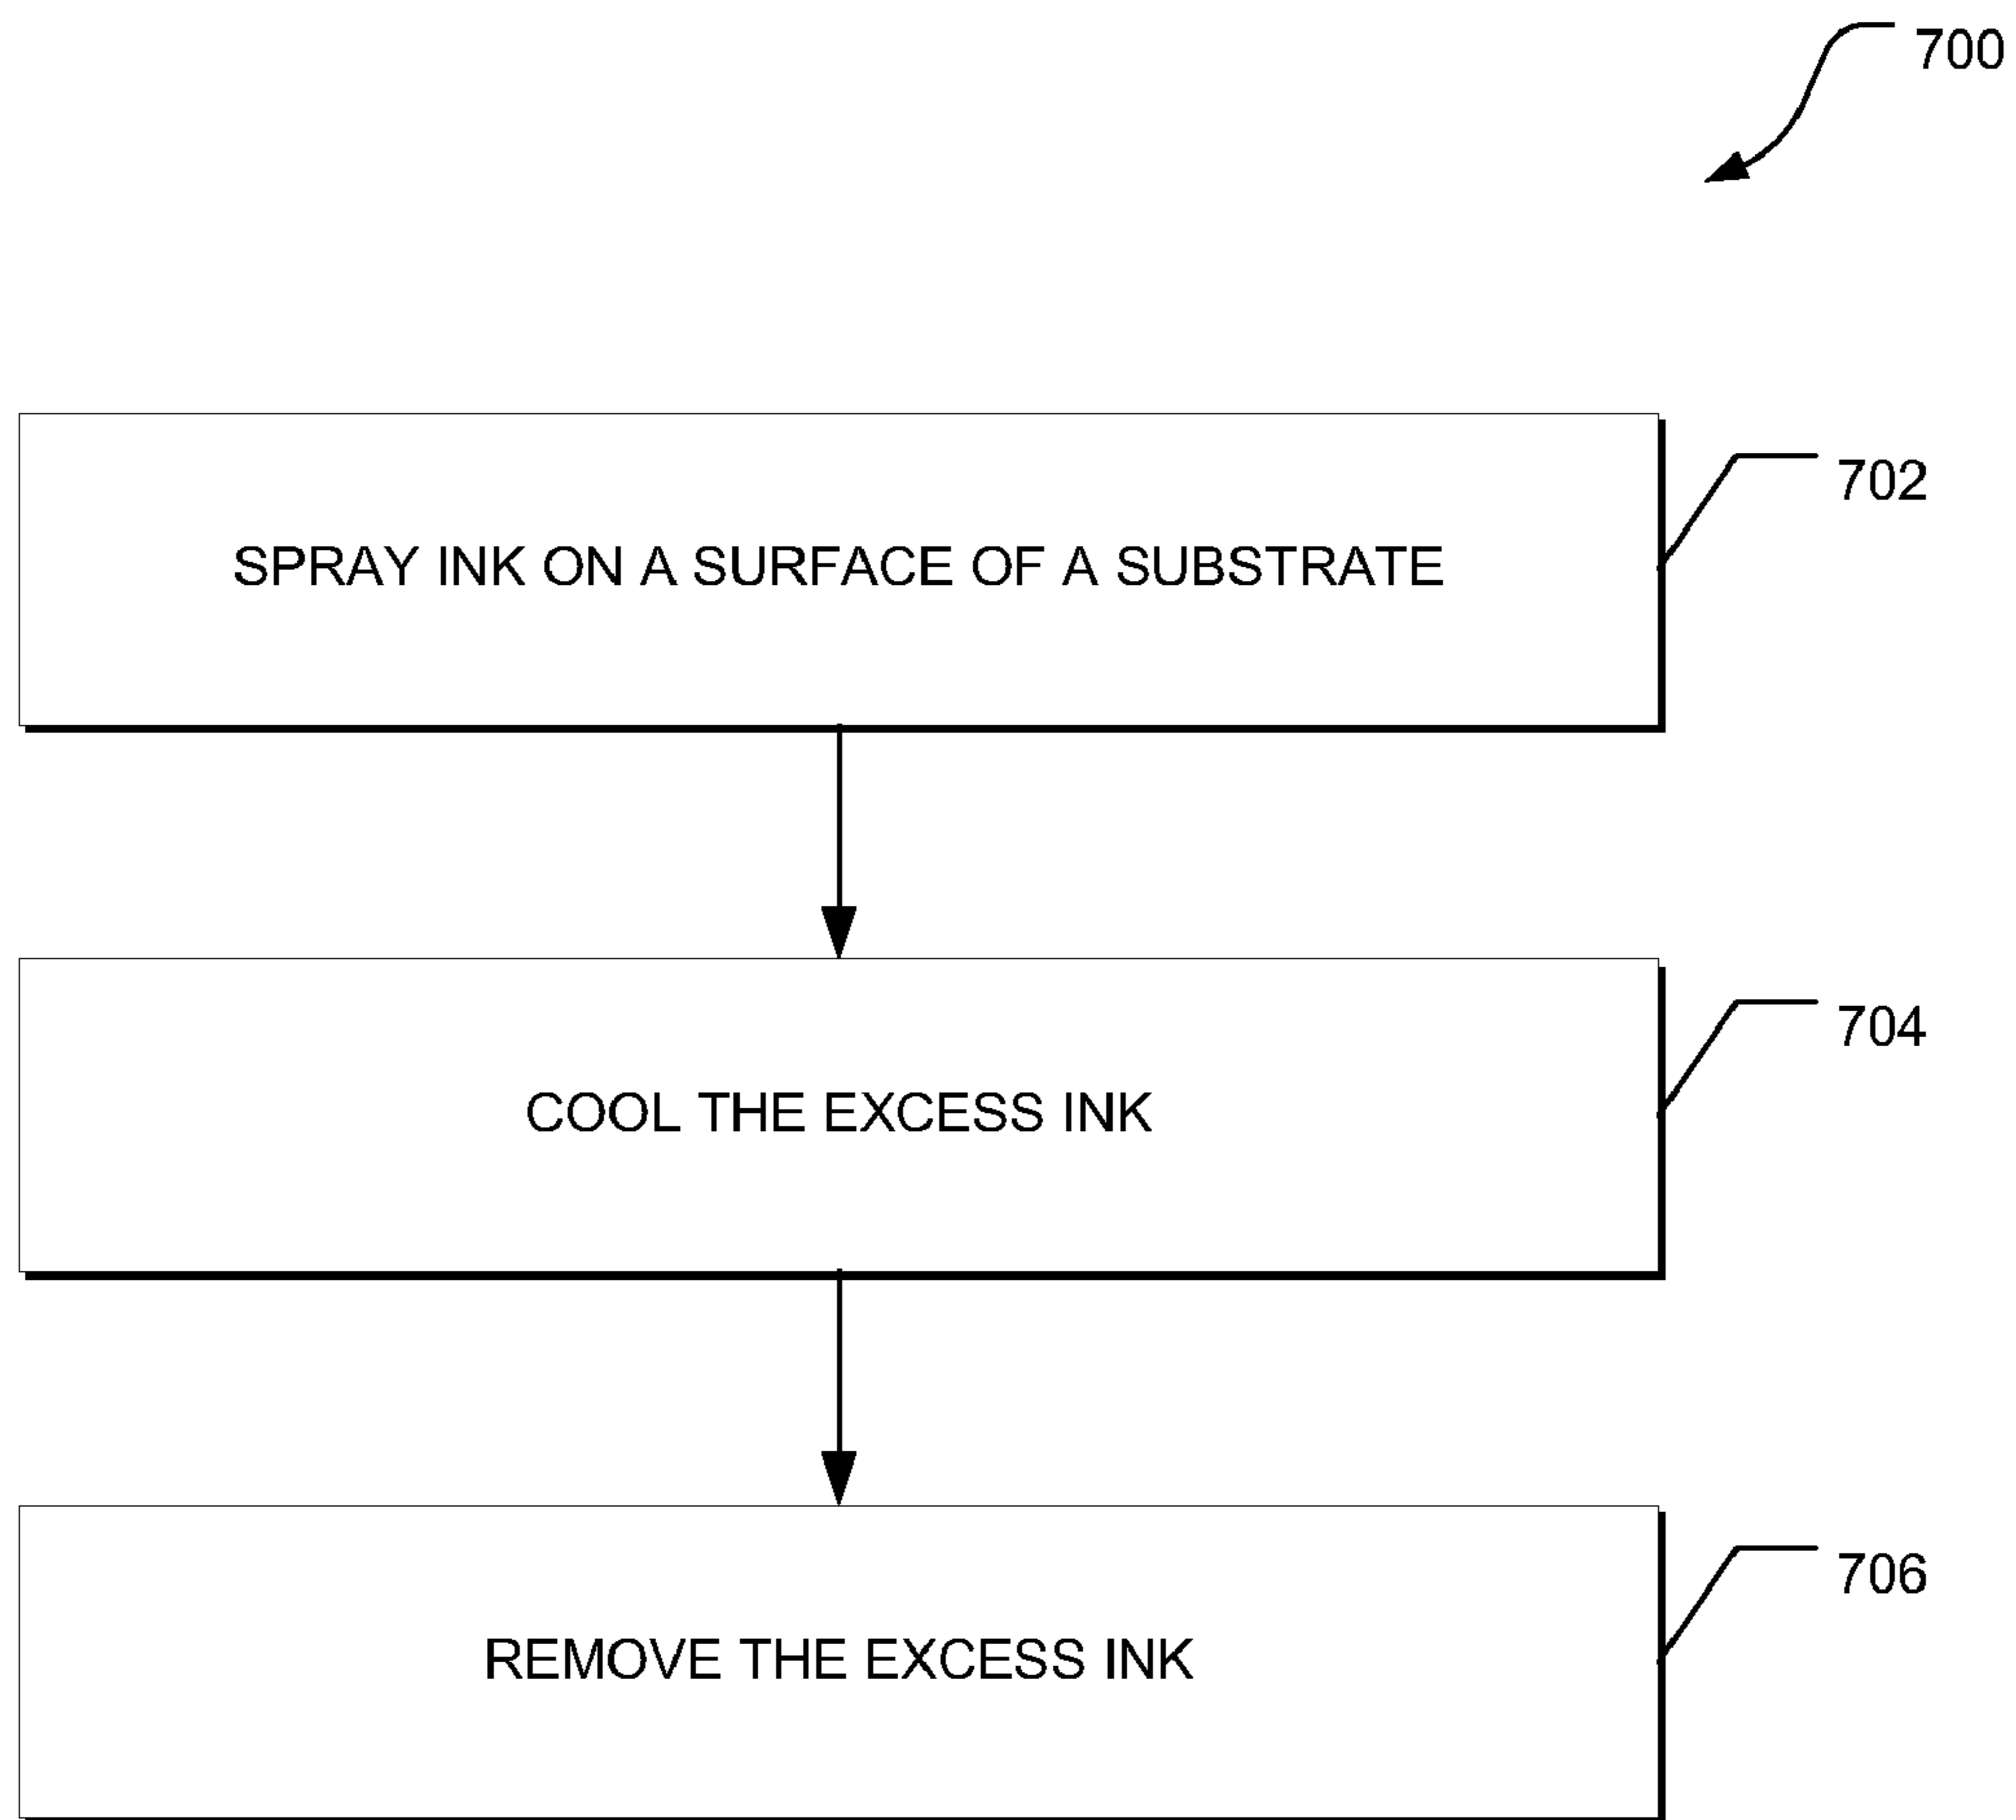 700
SPRAY INK ON A SURFACE OF A SUBSTRATE
702
COOL THE EXCESS INK
704
REMOVE THE EXCESS INK
706